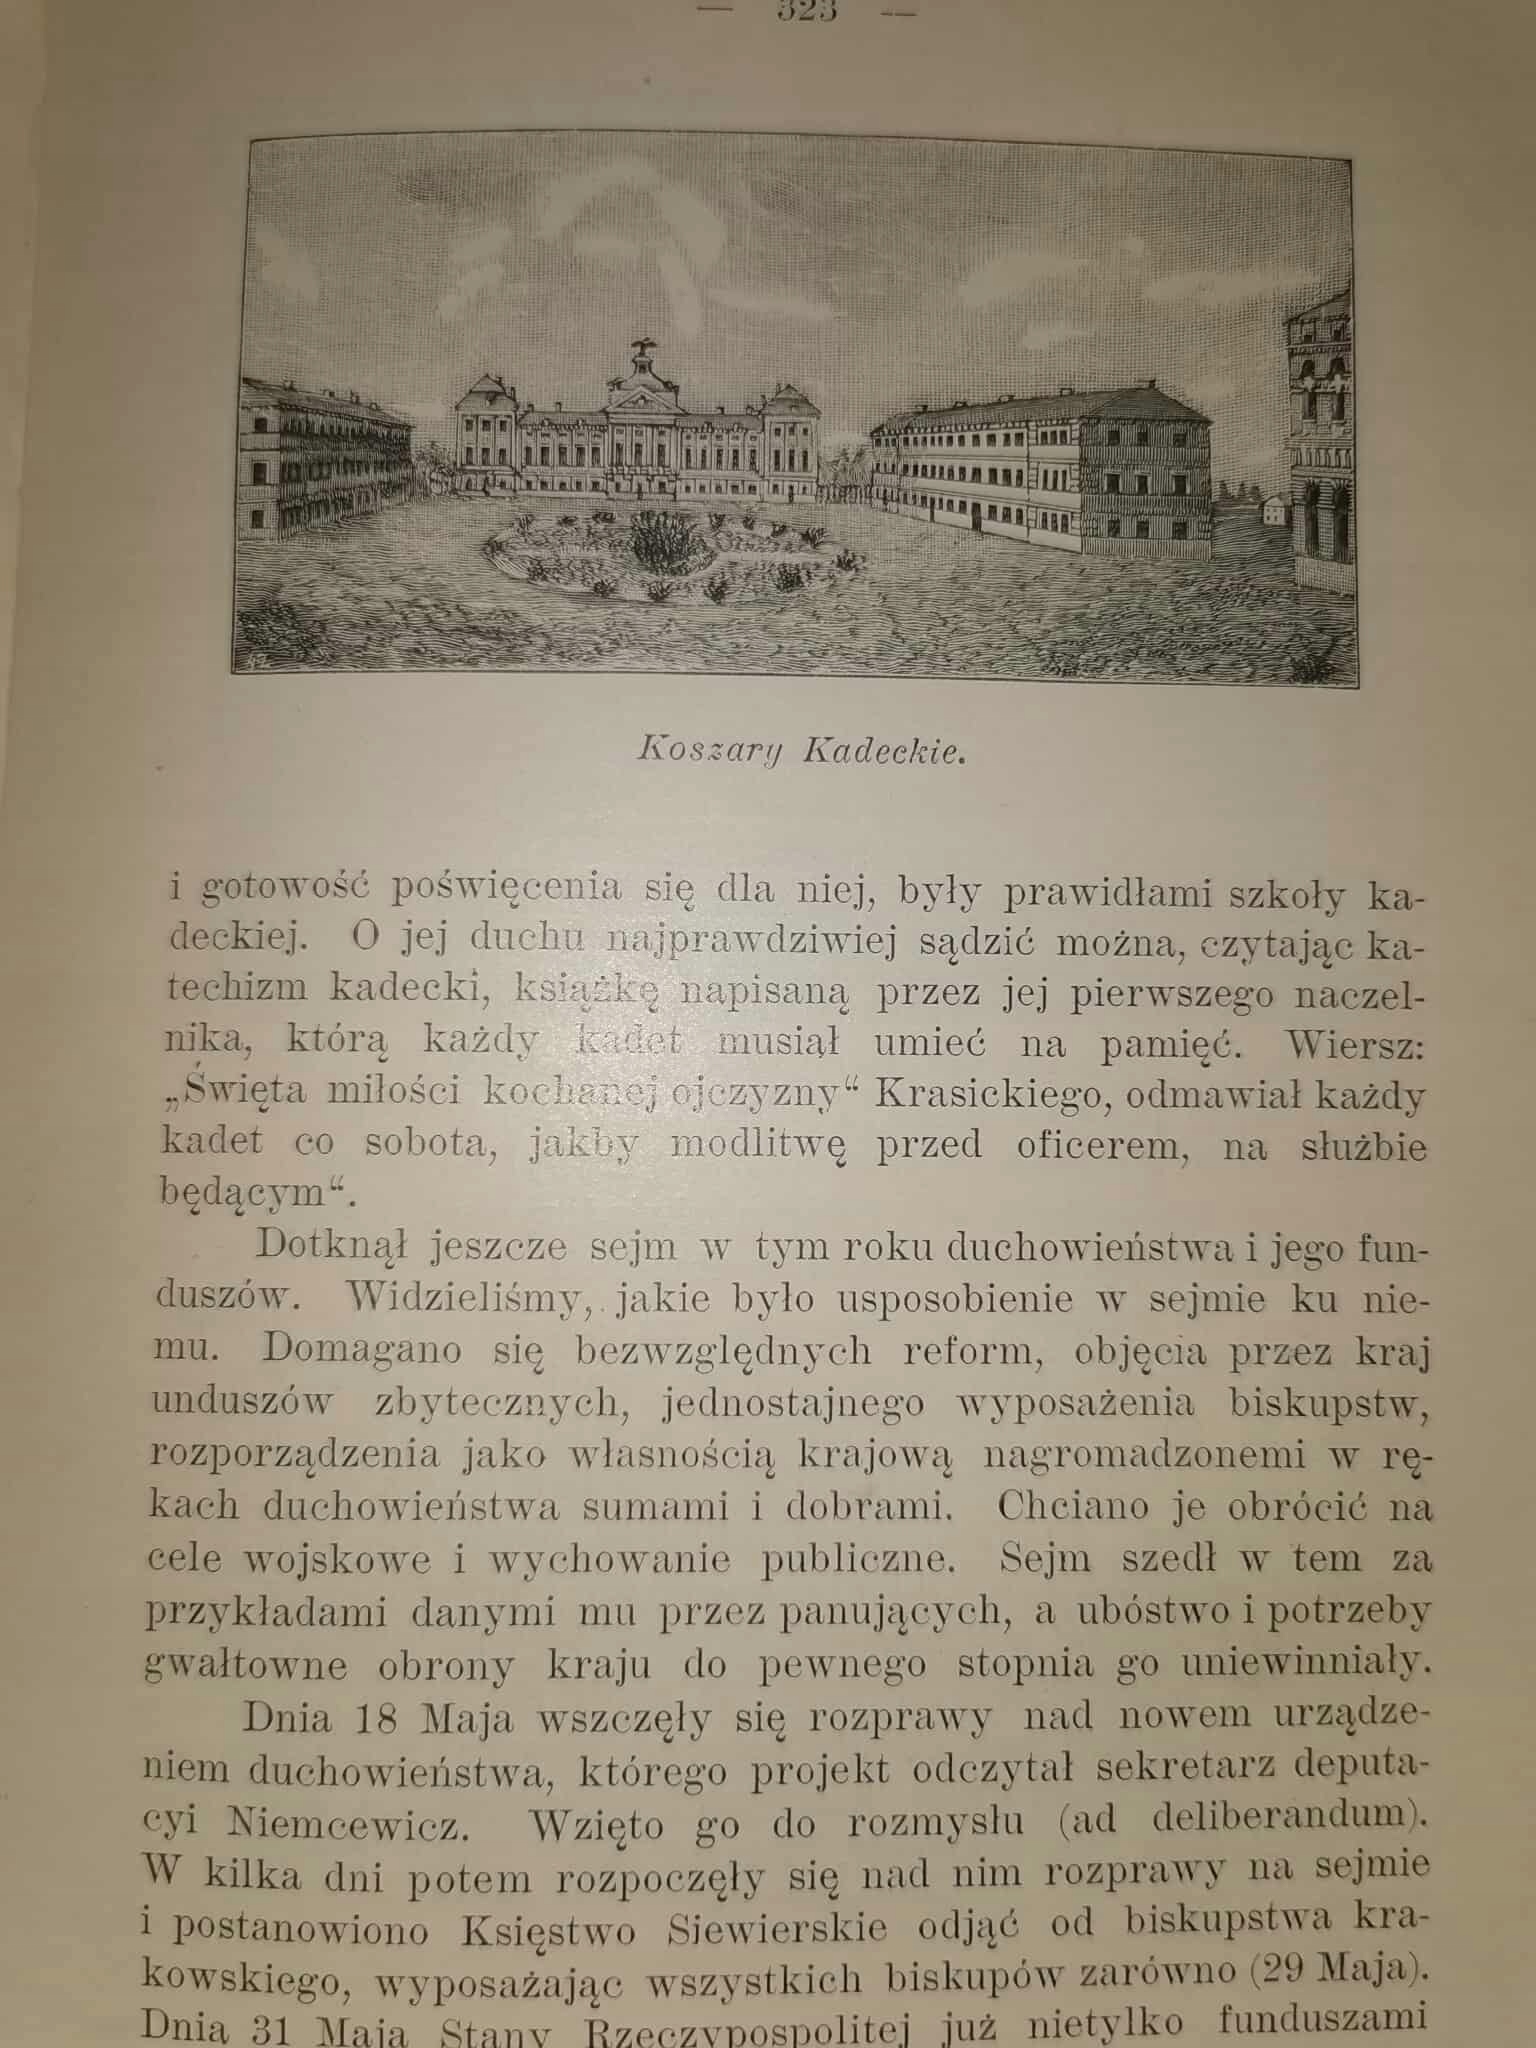 — 323 —
Koszary Kadeckie.
i gotowość poświęcenia się dla niej, były prawidłami szkoły ka-
deckiej. O jej duchu najprawdziwiej sądzić można, czytając ka-
techizm kadecki, książkę napisaną przez jej pierwszego naczel-
nika, którą każdy kadet musiał umieć na pamięć. Wiersz:
„Święta miłości kochanej ojczyzny“ Krasickiego, odmawiał każdy
kadet co sobota, jakby modlitwę przed oficerem, na służbie
będącym“.
Dotknął jeszcze sejm w tym roku duchowieństwa i jego fun-
duszów. Widzieliśmy, jakie było usposobienie w sejmie ku nie-
mu. Domagano się bezwzględnych reform, objęcia przez kraj
unduszów zbytecznych, jednostajnego wyposażenia biskupstw,
rozporządzenia jako własnością krajową nagromadzonemi w rę-
kach duchowieństwa sumami i dobrami. Chciano je obrócić na
cele wojskowe i wychowanie publiczne. Sejm szedł w tem za
przykładami danymi mu przez panujących, a ubóstwo i potrzeby
gwałtowne obrony kraju do pewnego stopnia go uniewinniały.
Dnia 18 Maja wszczęły się rozprawy nad nowem urządze-
niem duchowieństwa, którego projekt odczytał sekretarz deputa-
cyi Niemcewicz. Wzięto go do rozmysłu (ad deliberandum).
W kilka dni potem rozpoczęły się nad nim rozprawy na sejmie
i postanowiono Księstwo Siewierskie odjąć od biskupstwa kra-
kowskiego, wyposażając wszystkich biskupów zarówno (29 Maja).
Dnia 31 Maja Stany Rzeczypospolitej już nietylko funduszami